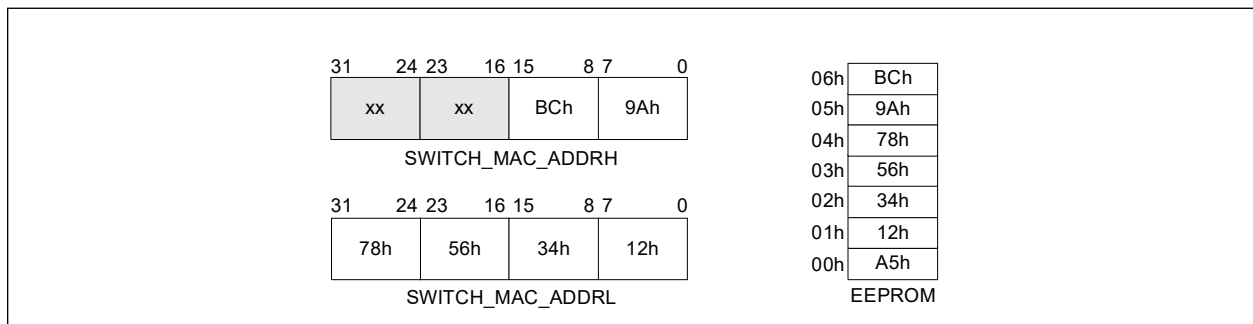 31 24 23 16 15 8 7 0
xx xx BCh 9Ah
SWITCH_MAC_ADDRH
31 24 23 16 15 8 7 0
78h 56h 34h 12h
SWITCH_MAC_ADDRL
06h BCh
05h 9Ah
04h 78h
03h 56h
02h 34h
01h 12h
00h A5h
EEPROM